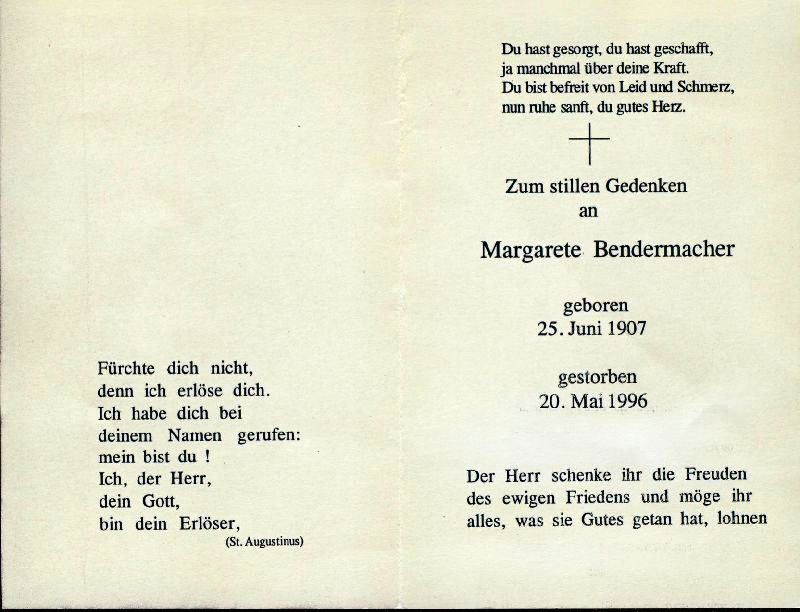 Fürchte dich nicht,
denn ich erlöse dich.
Ich habe dich bei
deinem Namen gerufen:
mein bist du !
Ich, der Herr,
dein Gott,
bin dein Erlöser,
(St. Augustinus)
Du hast gesorgt, du hast geschafft,
ja manchmal über deine Kraft.
Du bist befreit von Leid und Schmerz,
nun ruhe sanft, du gutes Herz.
Zum stillen Gedenken
an
Margarete Bendermacher
geboren
25. Juni 1907
gestorben
20. Mai 1996
Der Herr schenke ihr die Freuden
des ewigen Friedens und möge ihr
alles, was sie Gutes getan hat, lohnen